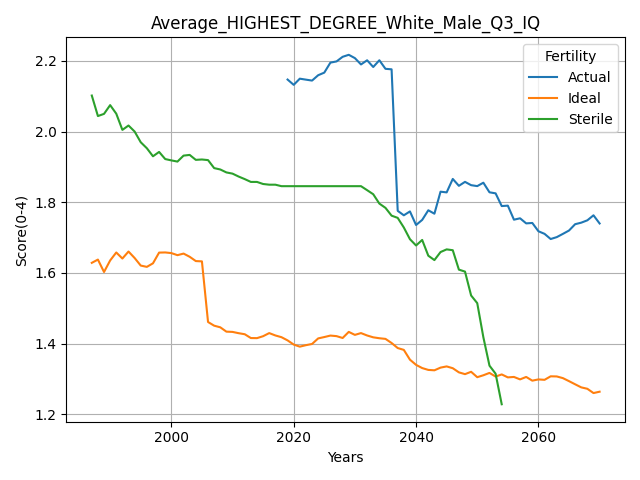 Average_HIGHEST_DEGREE_White_Male_Q3_IQ
Fertility
Actual
Ideal
Sterile
Score(0-4)
2.2
2.0
1.8
1.6
1.4
1.2
2000
2020
2040
2060
Years